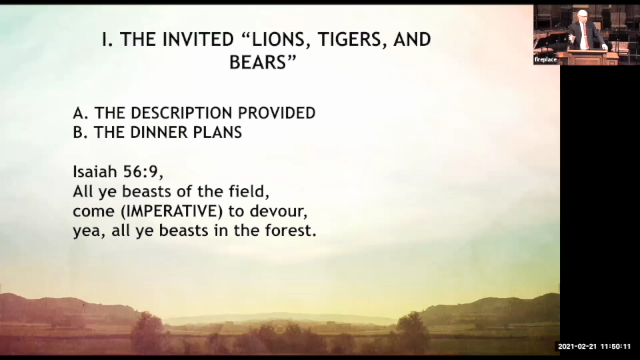 I. THE INVITED “LIONS, TIGERS, AND
BEARS”
A. THE DESCRIPTION PROVIDED
B. THE DINNER PLANS
Isaiah 56:9,
All ye beasts of the field,
come (IMPERATIVE) to devour,
yea, all ye beasts in the forest.
fireplace
2021-02-21 11:50:11